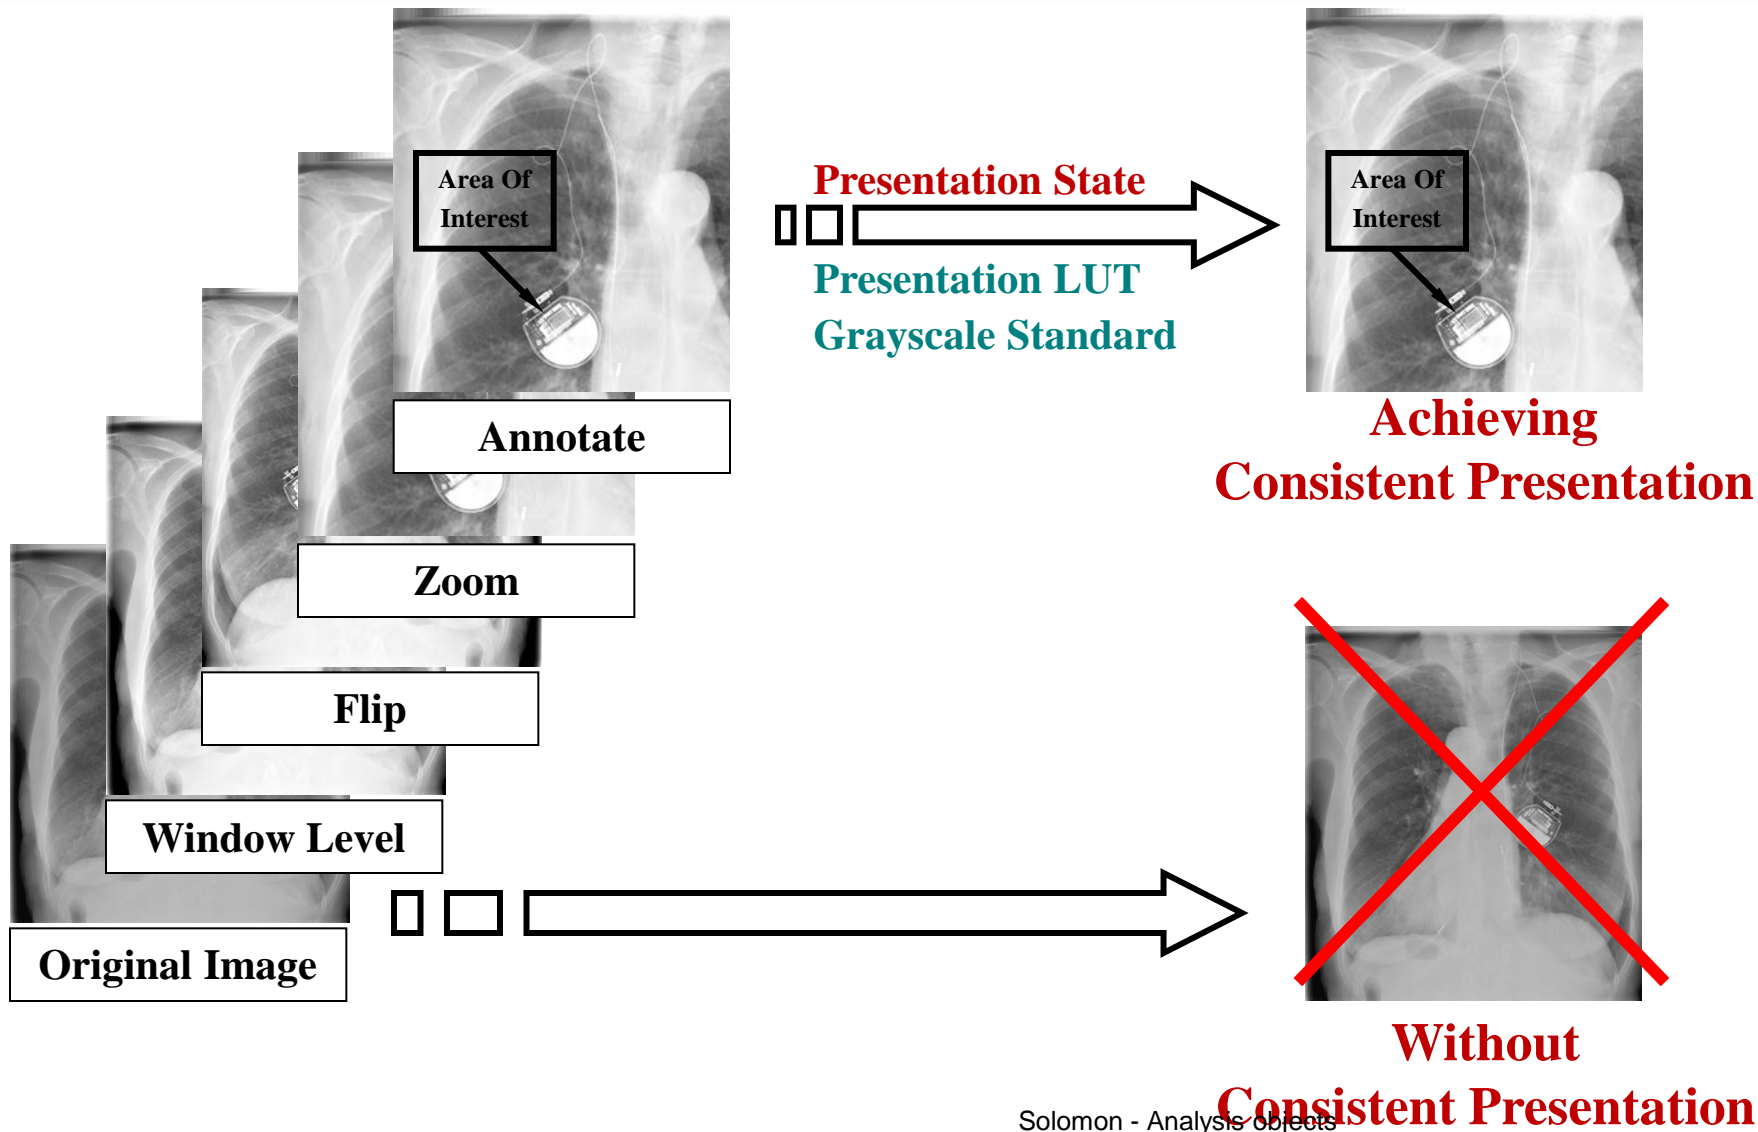 Area Of
Interest
Presentation State
Presentation LUT
Grayscale Standard
Area Of
Interest
Annotate
Achieving
Consistent Presentation
Zoom
Flip
Window Level
Original Image
Without
Consistent Presentation
Solomon - Analysis objects